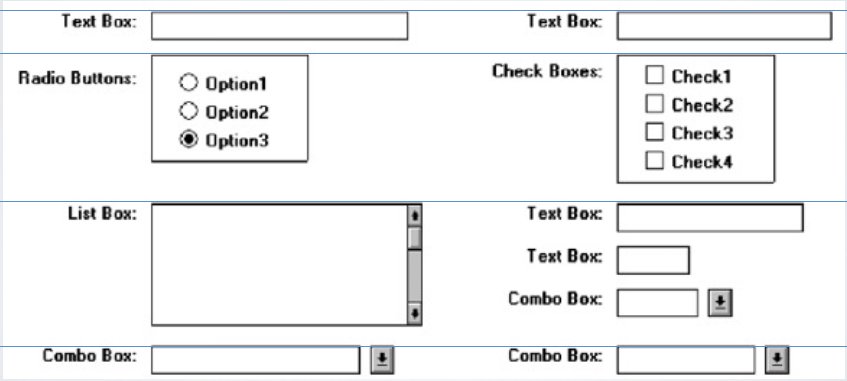 Text Box: Text Box:
Radio Buttons: Check Boxes:
Option1 Check1
Option2 Check2
Option3 Check3
Check4
List Box: Text Box:
Text Box:
Combo Box:
Combo Box: Combo Box: